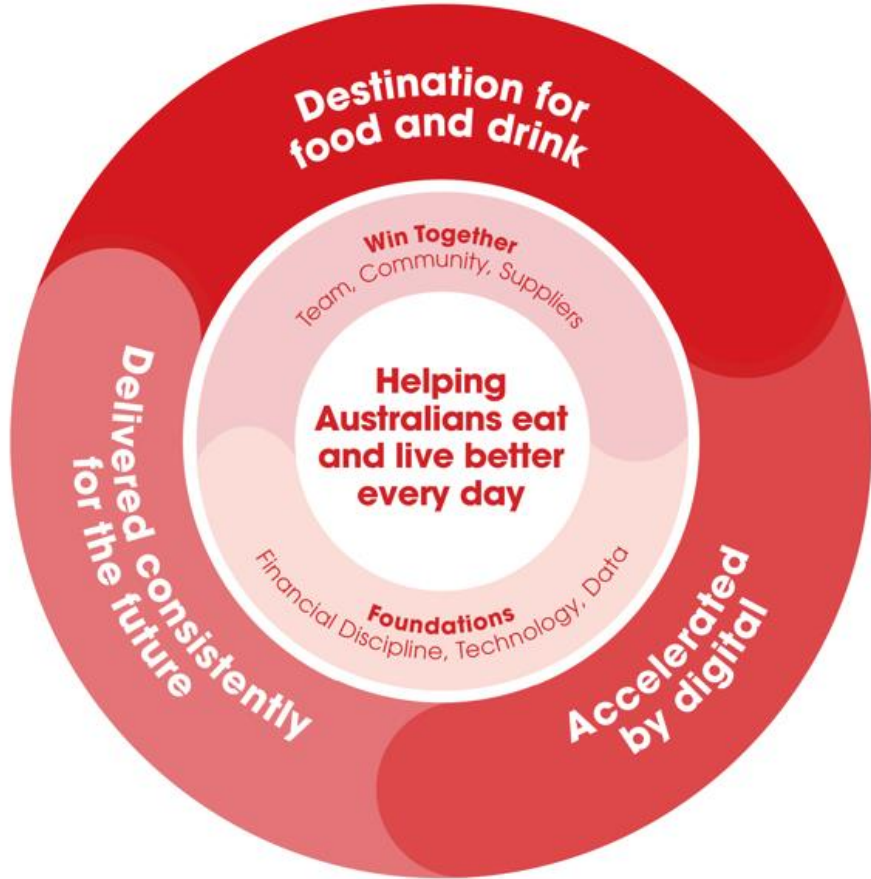 Destination for
food and drink
Win Together
Team, Community, Suppliers
Helping
Australians eat
and live better
every day
Foundations
Financial Discipline, Technology, Data
Accelerated
by digital
Delivered consistently
for the future